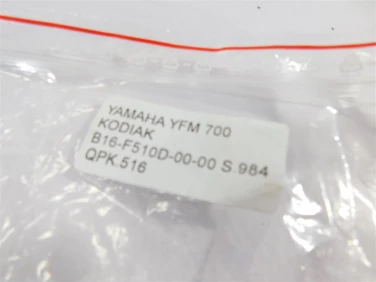 YAMAHA YFM 700
KODIAK
B16-F510D-00-00 S.984
QPK.516